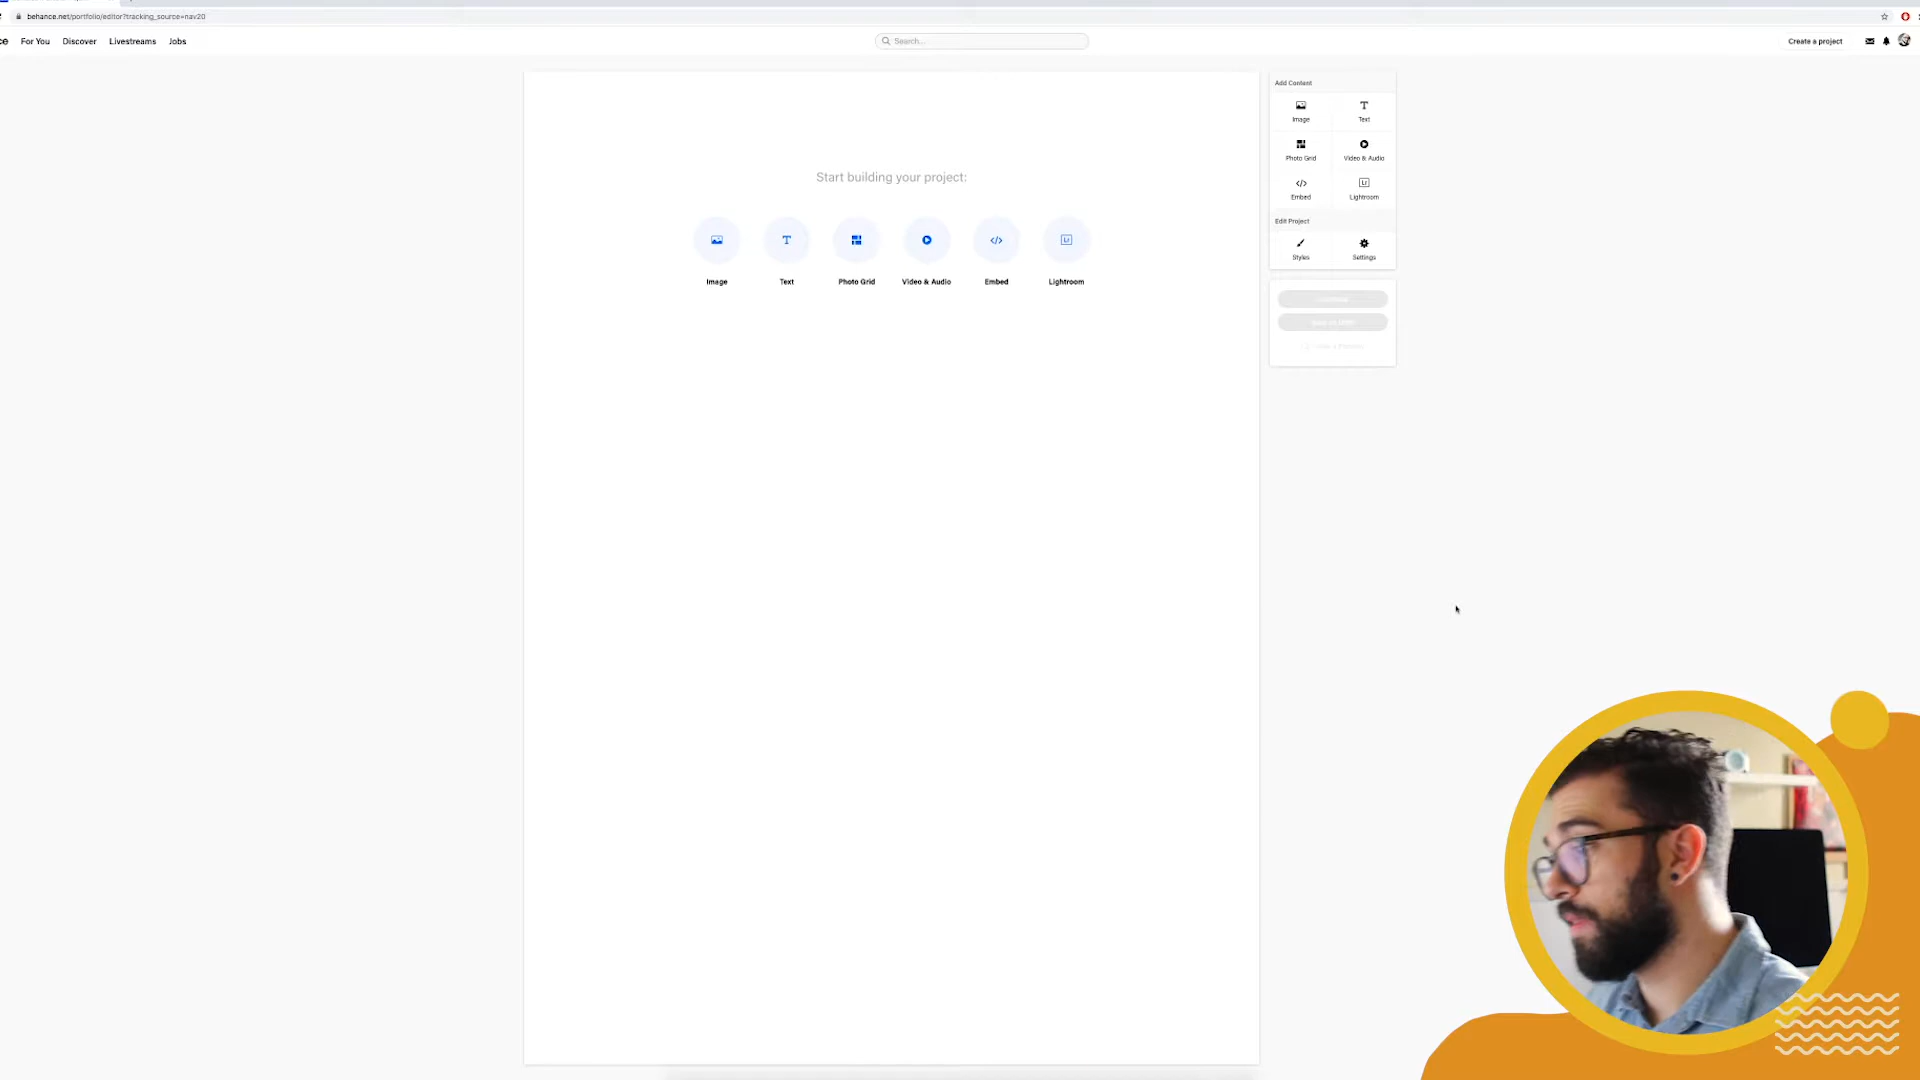 behance.net/portfolio/editor?tracking_source=nav20
ce For You Discover Livestreams Jobs
Search...
Create a project
Start building your project:
Image Text Photo Grid Video & Audio Embed Lightroom
Add Content
Image Text
Photo Grid Video & Audio
Embed Lightroom
Edit Project
Styles Settings